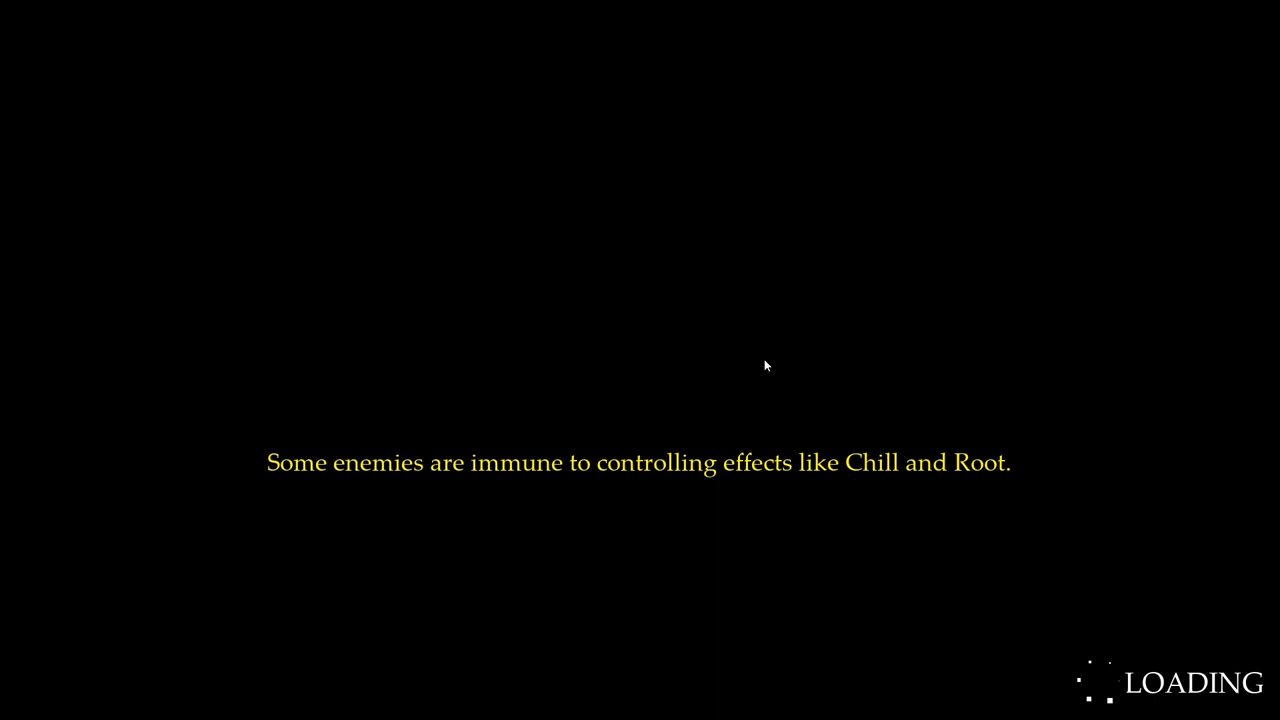 Some enemies are immune to controlling effects like Chill and Root.
LOADING